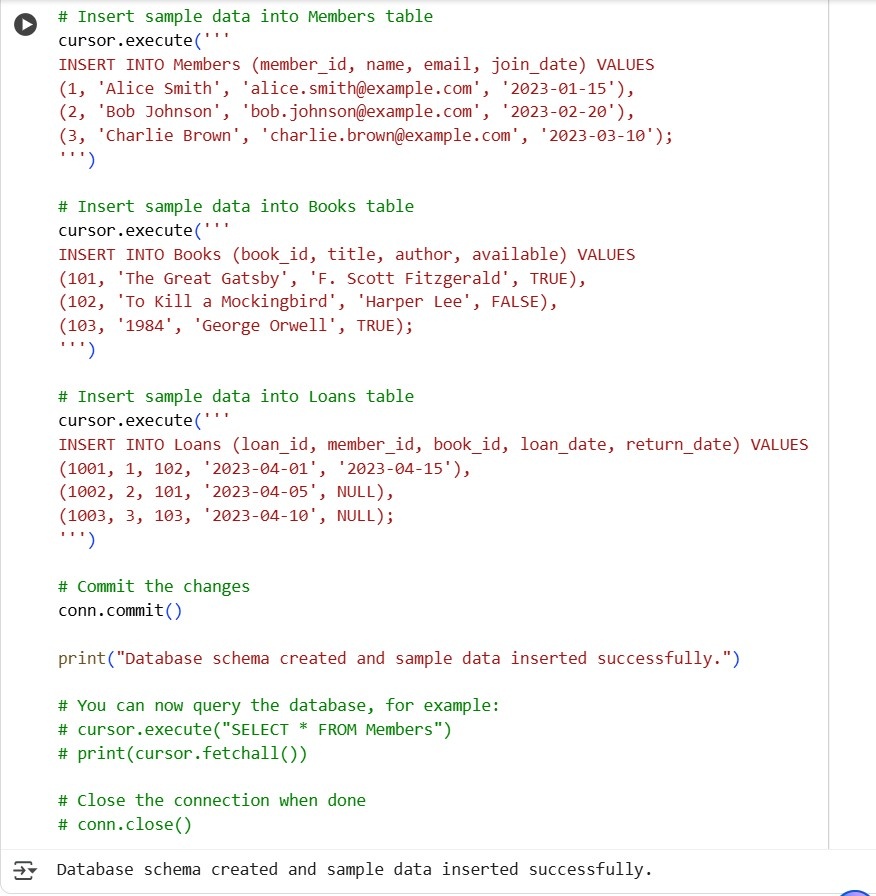 # Insert sample data into Members table
cursor.execute('''
INSERT INTO Members (member_id, name, email, join_date) VALUES
(1, 'Alice Smith', 'alice.smith@example.com', '2023-01-15'),
(2, 'Bob Johnson', 'bob.johnson@example.com', '2023-02-20'),
(3, 'Charlie Brown', 'charlie.brown@example.com', '2023-03-10');
''')

# Insert sample data into Books table
cursor.execute('''
INSERT INTO Books (book_id, title, author, available) VALUES
(101, 'The Great Gatsby', 'F. Scott Fitzgerald', TRUE),
(102, 'To Kill a Mockingbird', 'Harper Lee', FALSE),
(103, '1984', 'George Orwell', TRUE);
''')

# Insert sample data into Loans table
cursor.execute('''
INSERT INTO Loans (loan_id, member_id, book_id, loan_date, return_date) VALUES
(1001, 1, 102, '2023-04-01', '2023-04-15'),
(1002, 2, 101, '2023-04-05', NULL),
(1003, 3, 103, '2023-04-10', NULL);
''')

# Commit the changes
conn.commit()

print("Database schema created and sample data inserted successfully.")

# You can now query the database, for example:
# cursor.execute("SELECT * FROM Members")
# print(cursor.fetchall())

# Close the connection when done
# conn.close()

Database schema created and sample data inserted successfully.